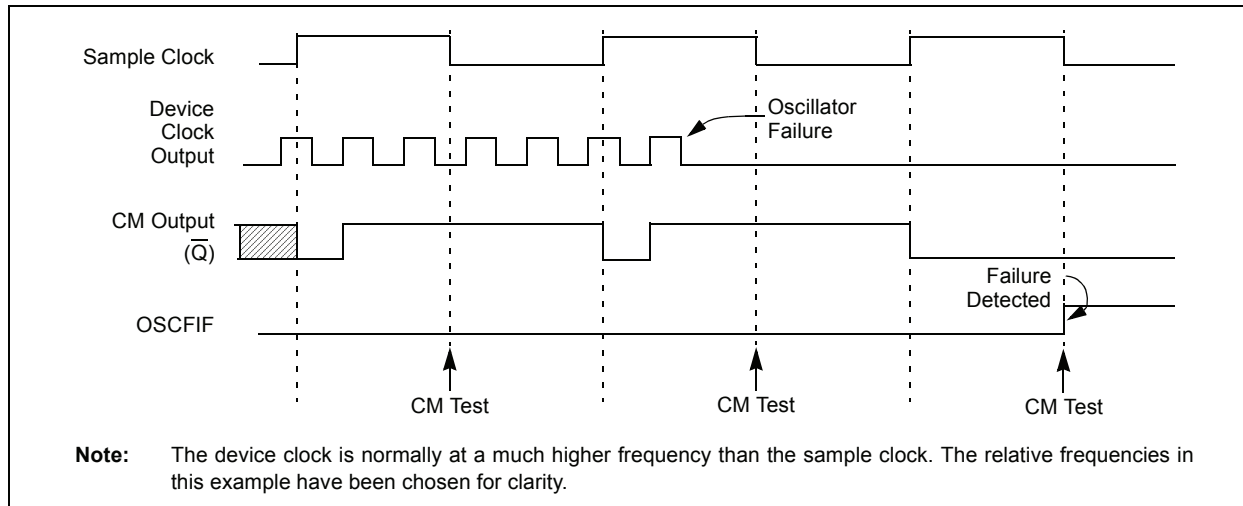 Sample Clock
Device
Clock
Output
Oscillator
Failure
CM Output
(Q̅)
Failure
Detected
OSCFIF
CM Test
CM Test
CM Test
Note: The device clock is normally at a much higher frequency than the sample clock. The relative frequencies in
this example have been chosen for clarity.